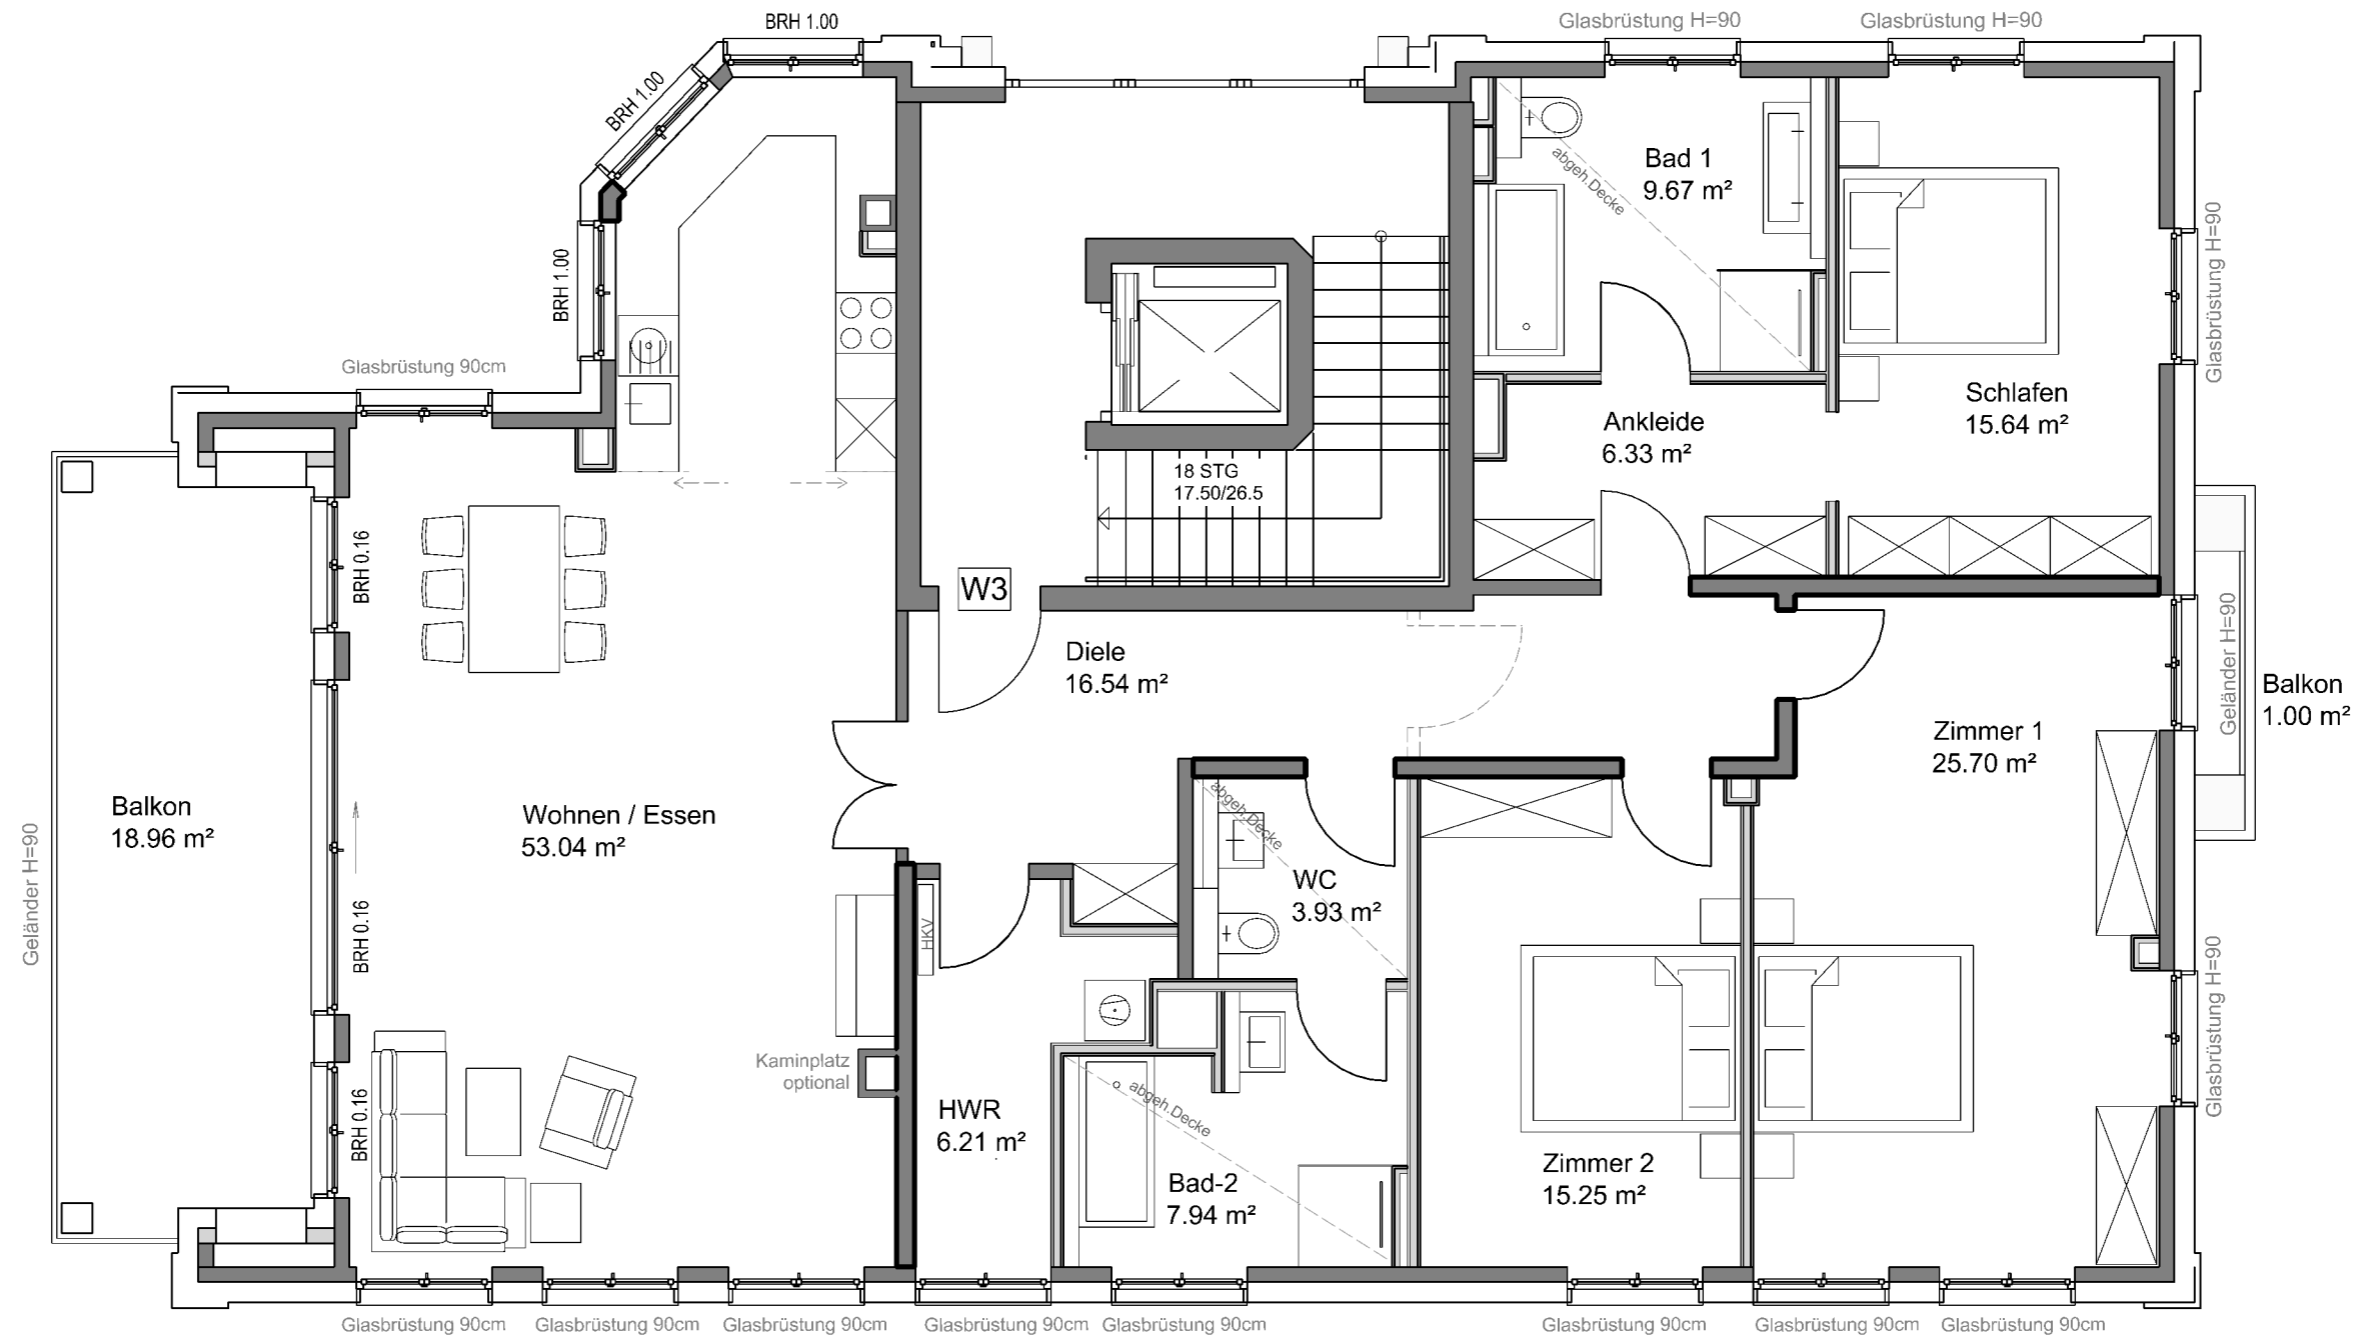 BRH 1.00
Glasbrüstung H=90
Glasbrüstung H=90
BRH 1.00
BRH 1.00
Glasbrüstung 90cm
Bad 1
9.67 m²
abgeh.Decke
Glasbrüstung H=90
Schlafen
15.64 m²
Ankleide
6.33 m²
18 STG
17.50/26.5
BRH 0.16
W3
Diele
16.54 m²
Geländer H=90
Balkon
1.00 m²
Zimmer 1
25.70 m²
Balkon
18.96 m²
Geländer H=90
Wohnen / Essen
53.04 m²
BRH 0.16
abgeh.Decke
WC
3.93 m²
HKV
Kaminplatz
optional
BRH 0.16
HWR
6.21 m²
abgeh.Decke
Bad-2
7.94 m²
Zimmer 2
15.25 m²
Glasbrüstung H=90
Glasbrüstung 90cm
Glasbrüstung 90cm
Glasbrüstung 90cm
Glasbrüstung 90cm
Glasbrüstung 90cm
Glasbrüstung 90cm
Glasbrüstung 90cm
Glasbrüstung 90cm